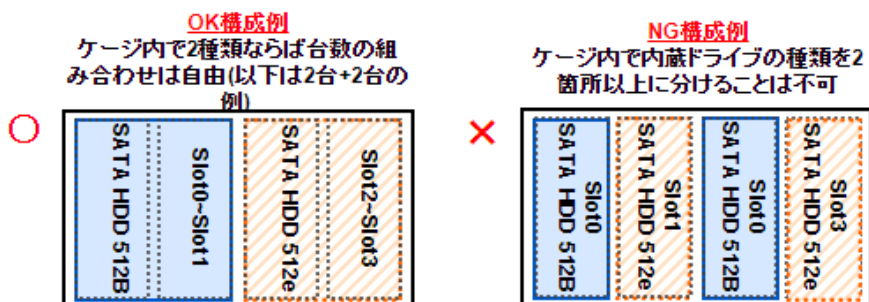 OK構成例
ケージ内で2種類ならば台数の組
み合わせは自由(以下は2台+2台の
例)
○
SATA HDD 512B
Slot0~Slot1
SATA HDD 512e
Slot2~Slot3
NG構成例
ケージ内で内蔵ドライブの種類を2
箇所以上に分けることは不可
×
Slot0
SATA HDD 512B
Slot1
SATA HDD 512e
Slot0
SATA HDD 512B
Slot3
SATA HDD 512e